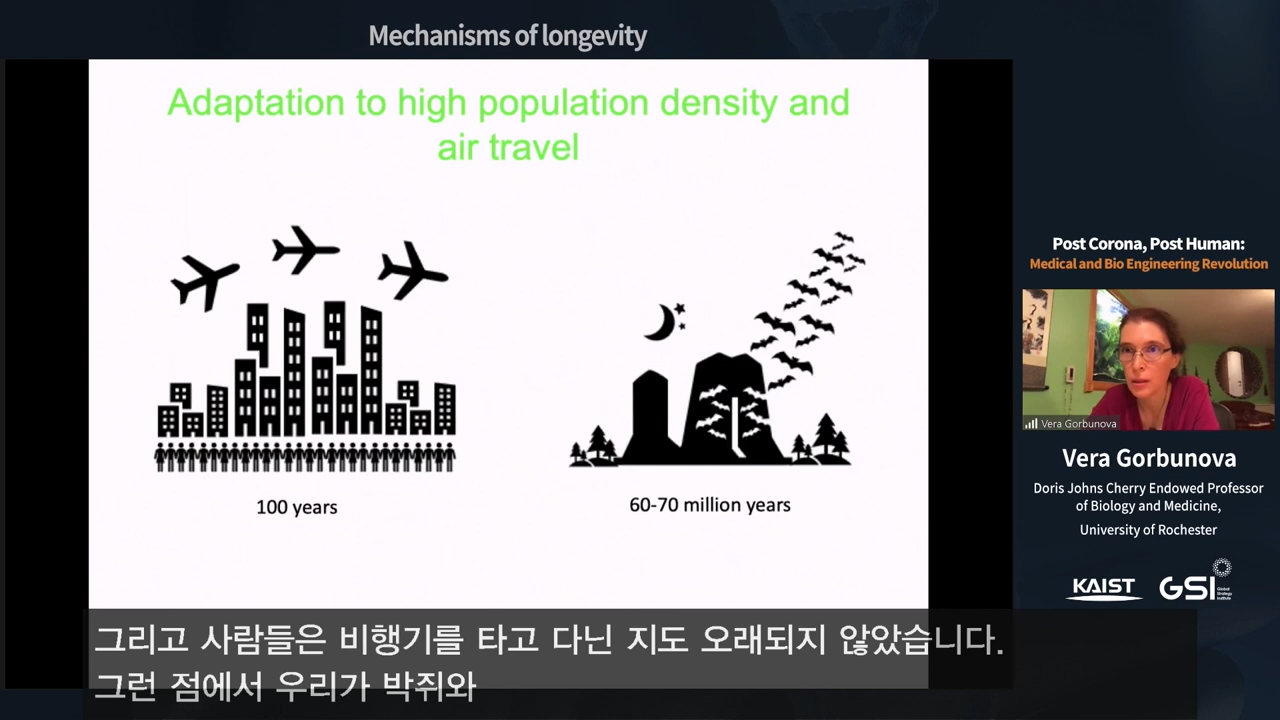 Mechanisms of longevity
Adaptation to high population density and
air travel
100 years
60-70 million years
Post Corona, Post Human:
Medical and Bio Engineering Revolution
Vera Gorbunova
Vera Gorbunova
Doris Johns Cherry Endowed Professor
of Biology and Medicine,
University of Rochester
KAIST
GSI
Global
Strategy
Institute
그리고 사람들은 비행기를 타고 다닌 지도 오래되지 않았습니다.
그런 점에서 우리가 박쥐와